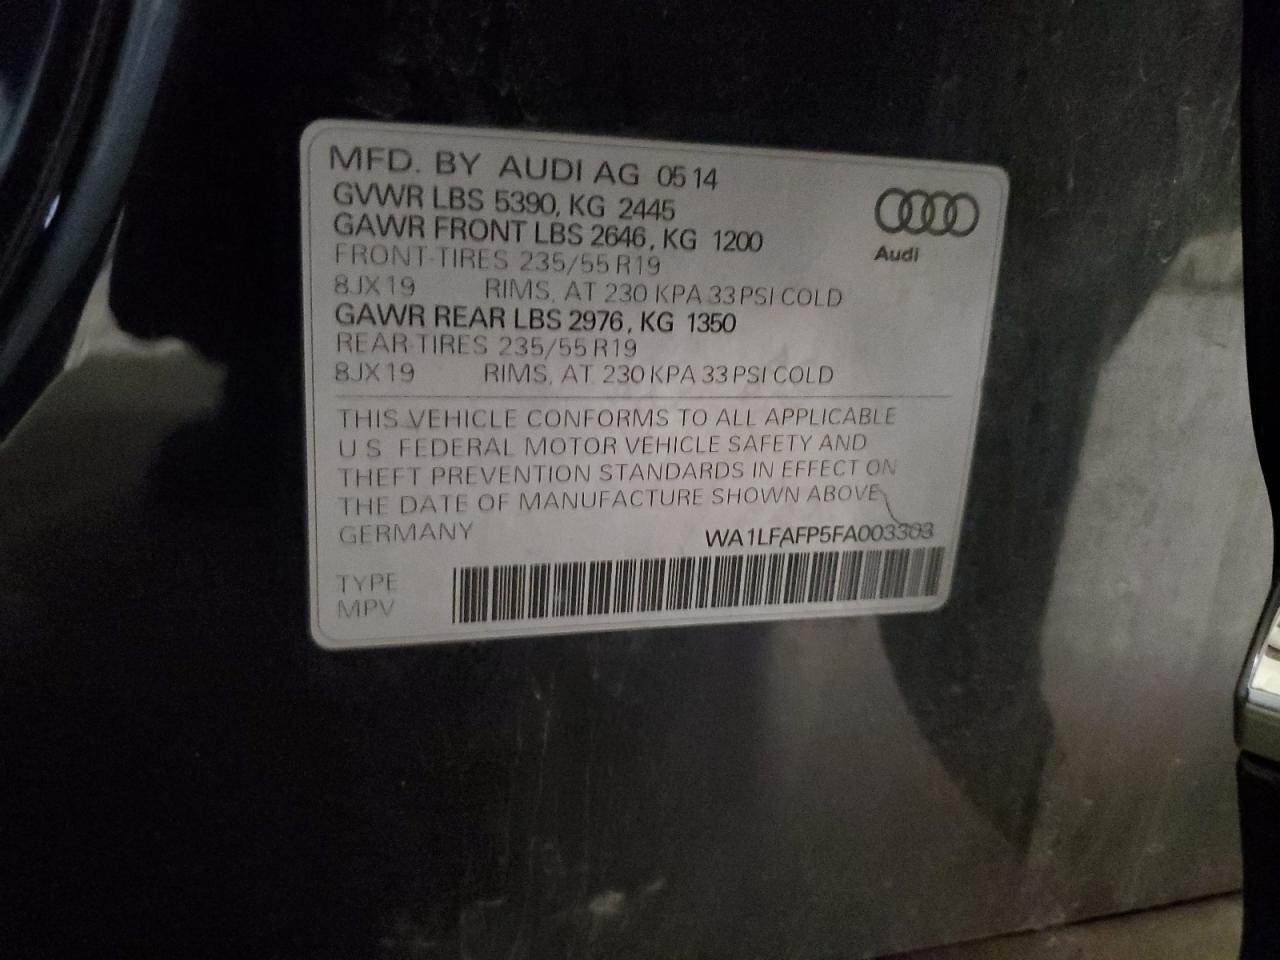 MFD. BY AUDI AG 0514
GVWR LBS 5390, KG 2445
GAWR FRONT LBS 2646, KG 1200
FRONT-TIRES 235/55 R19
8JX19 RIMS, AT 230 KPA 33 PSI COLD
GAWR REAR LBS 2976, KG 1350
REAR-TIRES 235/55 R19
8JX19 RIMS, AT 230 KPA 33 PSI COLD
Audi
THIS VEHICLE CONFORMS TO ALL APPLICABLE
U.S. FEDERAL MOTOR VEHICLE SAFETY AND
THEFT PREVENTION STANDARDS IN EFFECT ON
THE DATE OF MANUFACTURE SHOWN ABOVE
GERMANY WA1LFAFP5FA003303
TYPE
MPV